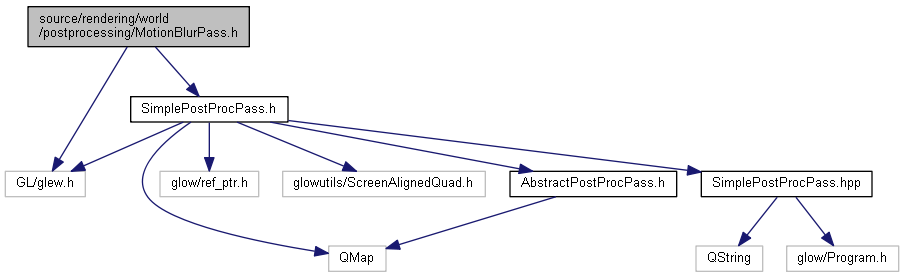 source/rendering/world
/postprocessing/MotionBlurPass.h
SimplePostProcPass.h
GL/glew.h
glow/ref_ptr.h
glowutils/ScreenAlignedQuad.h
AbstractPostProcPass.h
SimplePostProcPass.hpp
QMap
QString
glow/Program.h